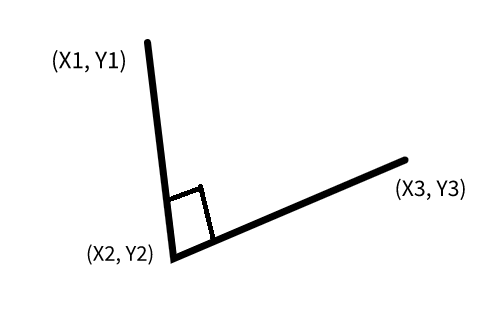 (X1, Y1)
(X3, Y3)
(X2, Y2)